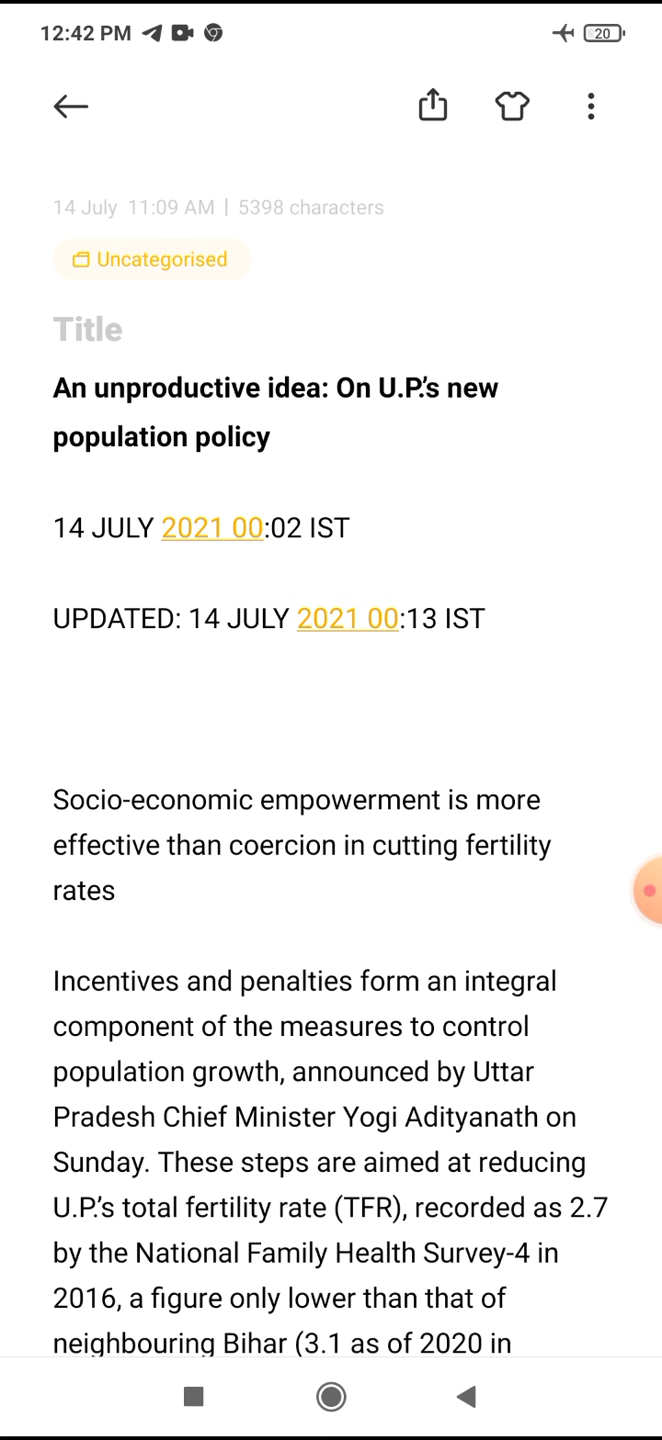 12:42 PM
20
14 July 11:09 AM | 5398 characters
Uncategorised
Title
An unproductive idea: On U.P.'s new
population policy
14 JULY 2021 00:02 IST
UPDATED: 14 JULY 2021 00:13 IST
Socio-economic empowerment is more
effective than coercion in cutting fertility
rates
Incentives and penalties form an integral
component of the measures to control
population growth, announced by Uttar
Pradesh Chief Minister Yogi Adityanath on
Sunday. These steps are aimed at reducing
U.P.'s total fertility rate (TFR), recorded as 2.7
by the National Family Health Survey-4 in
2016, a figure only lower than that of
neighbouring Bihar (3.1 as of 2020 in